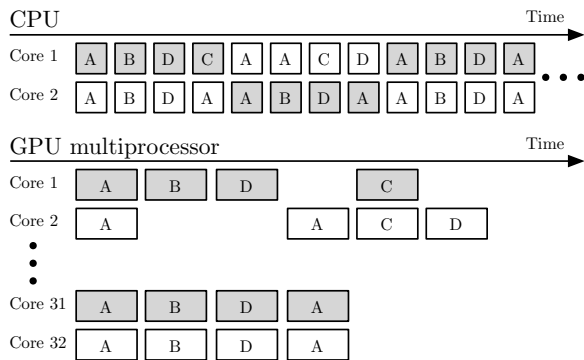 CPU
Time
Core 1 A B D C A A C D A B D A
Core 2 A B D A A B D A A B D A
GPU multiprocessor
Time
Core 1 A B D C
Core 2 A A C D
Core 31 A B D A
Core 32 A B D A